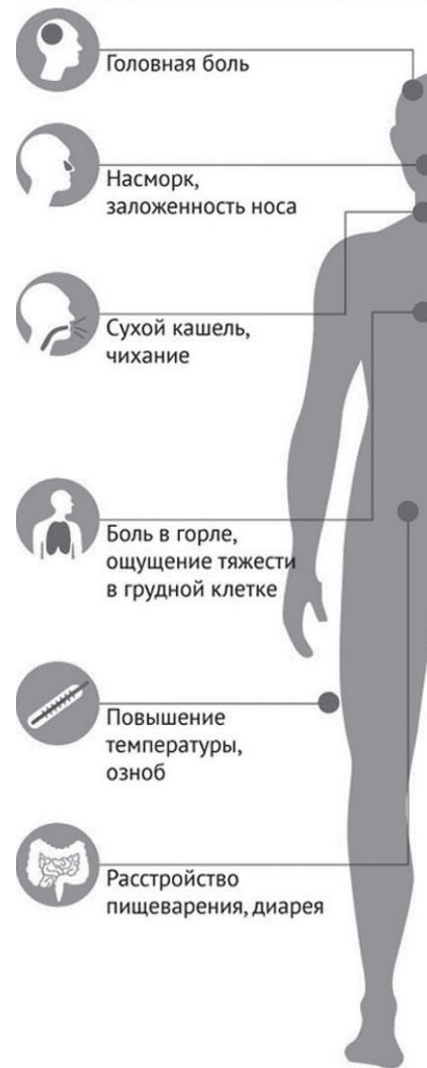 Головная боль
Насморк,
заложенность носа
Сухой кашель,
чихание
Боль в горле,
ощущение тяжести
в грудной клетке
Повышение
температуры,
озноб
Расстройство
пищеварения, диарея